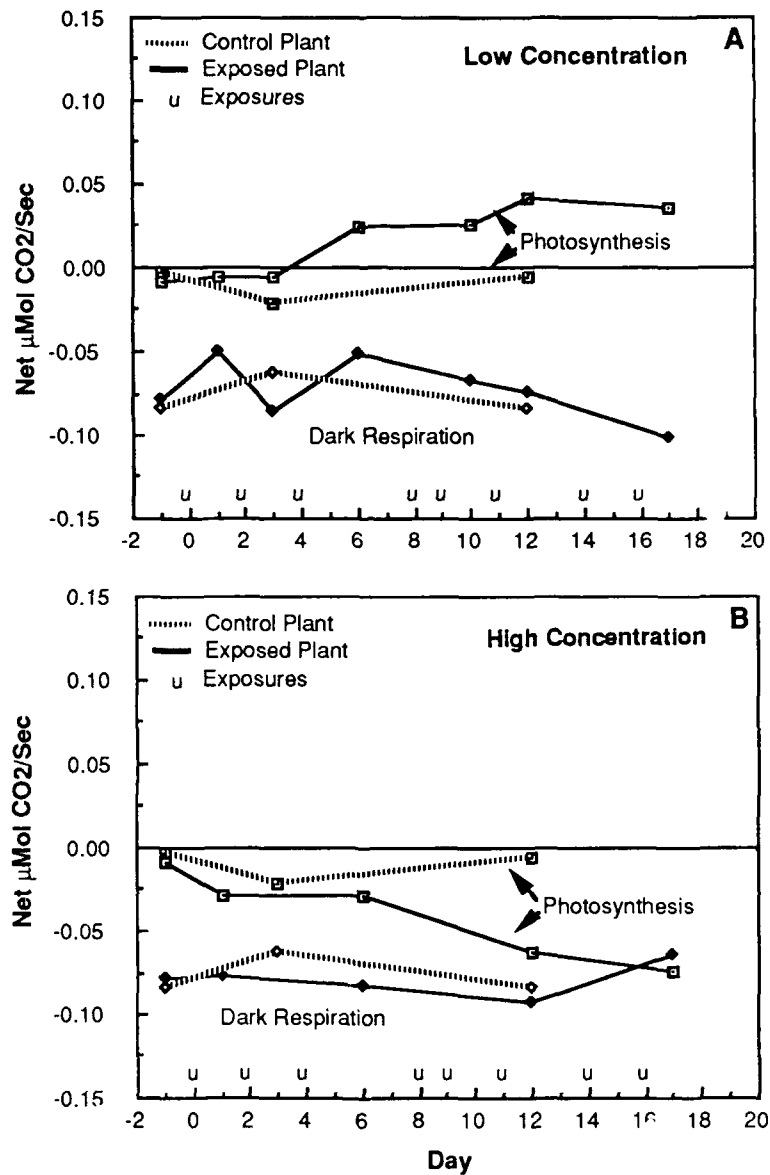 A
Low Concentration
Control Plant
Exposed Plant
u Exposures
0.15
0.10
0.05
0.00
-0.05
-0.10
-0.15
Net µMol CO2/Sec
Photosynthesis
Dark Respiration
u u u u u u u u
-2 0 2 4 6 8 10 12 14 16 18 20
B
High Concentration
Control Plant
Exposed Plant
u Exposures
0.15
0.10
0.05
0.00
-0.05
-0.10
-0.15
Net µMol CO2/Sec
Photosynthesis
Dark Respiration
u u u u u u u u
-2 0 2 4 6 8 10 12 14 18 20
Day